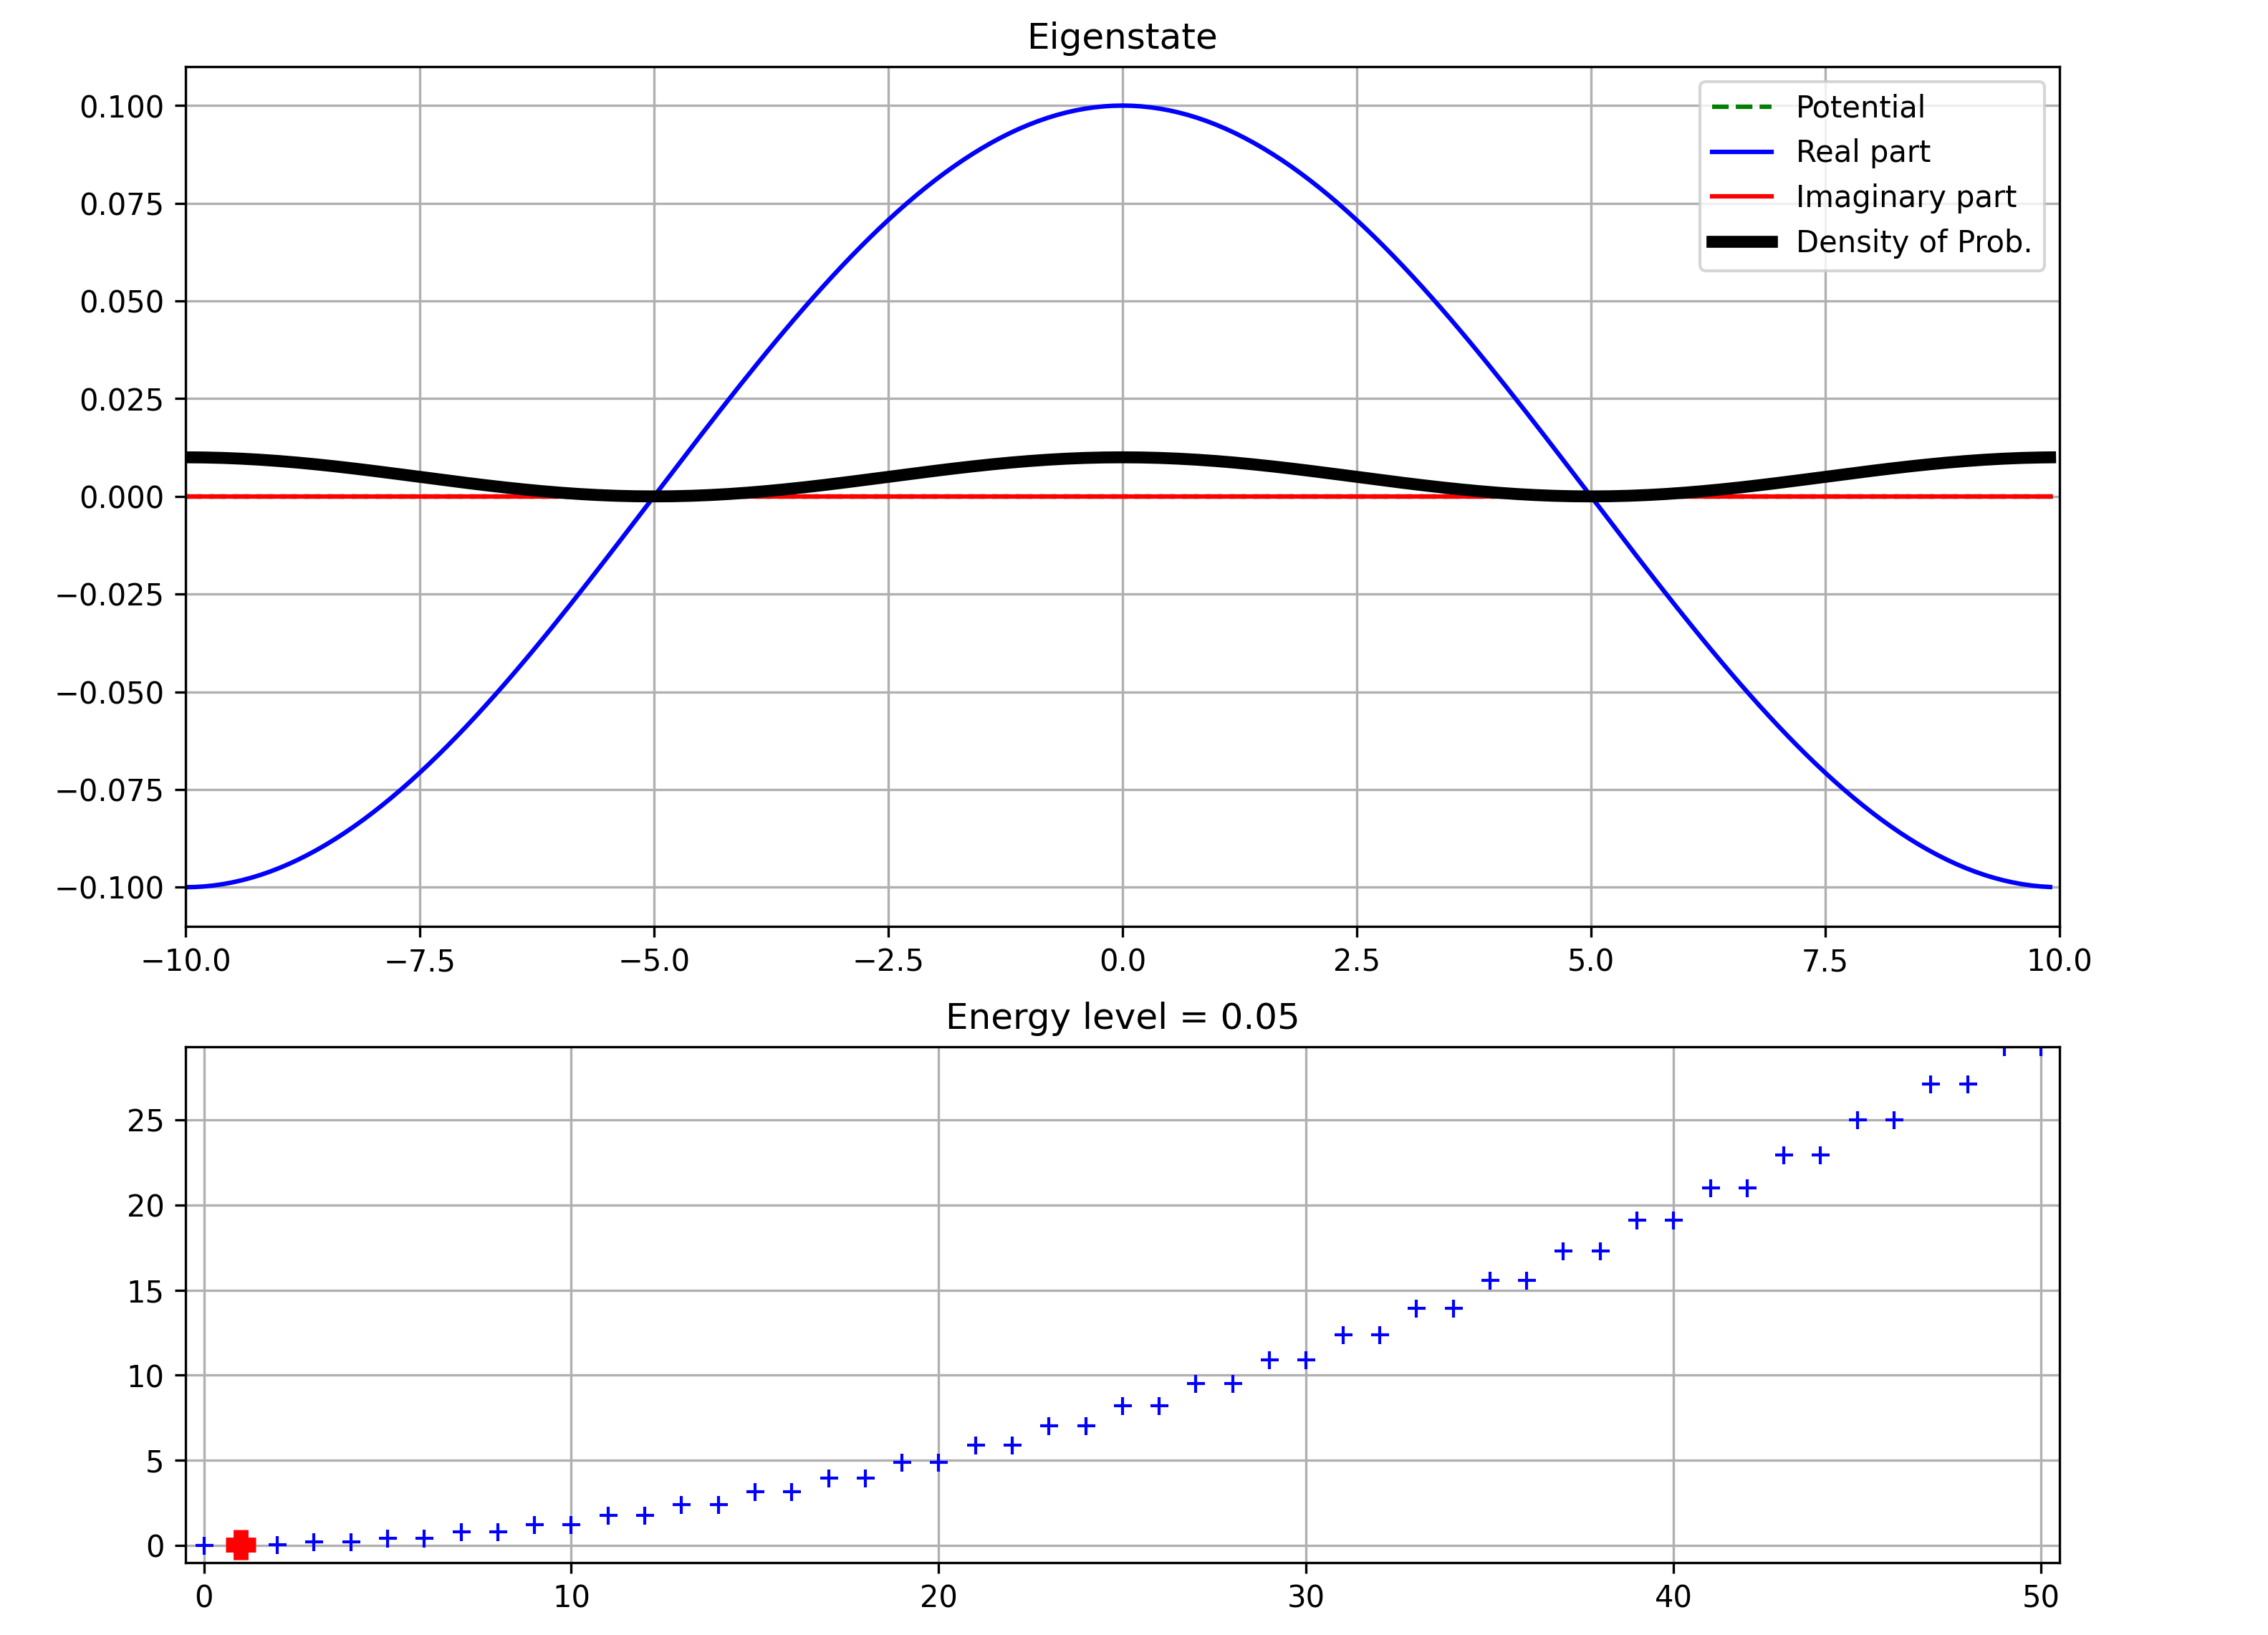 Eigenstate
0.100
0.075
0.050
0.025
0.000
−0.025
−0.050
−0.075
−0.100
Potential
Real part
Imaginary part
Density of Prob.
−10.0 −7.5 −5.0 −2.5 0.0 2.5 5.0 7.5 10.0
Energy level = 0.05
25
20
15
10
5
0
0 10 20 30 40 50